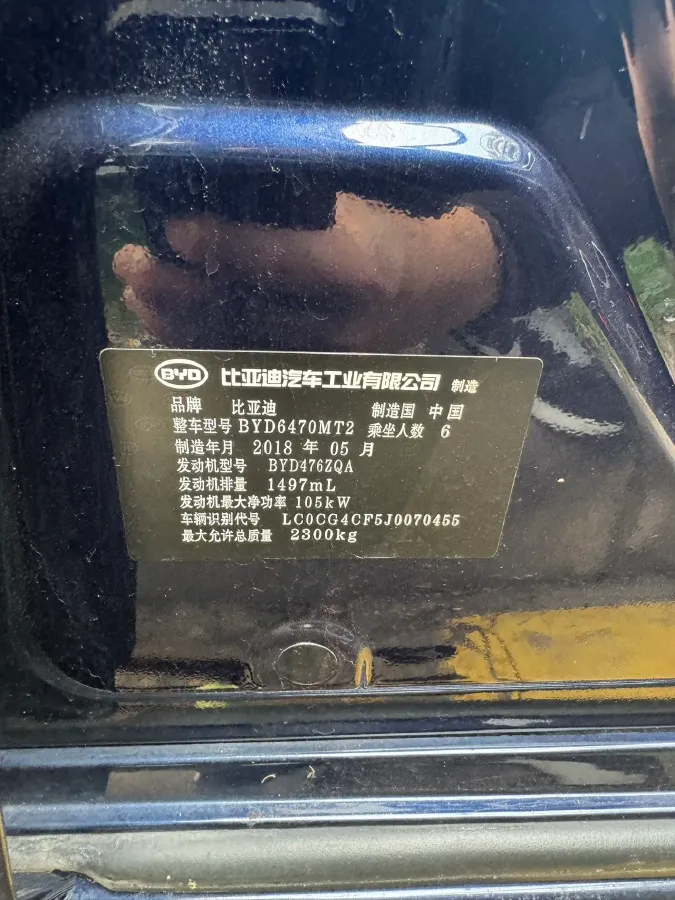 BYD 比亚迪汽车工业有限公司 制造
品牌 比亚迪 制造国 中国
整车型号 BYD6470MT2 乘坐人数 6
制造年月 2018 年 05 月
发动机型号 BYD476ZQA
发动机排量 1497mL
发动机最大净功率 105kW
车辆识别代号 LC0CG4CF5J0070455
最大允许总质量 2300kg